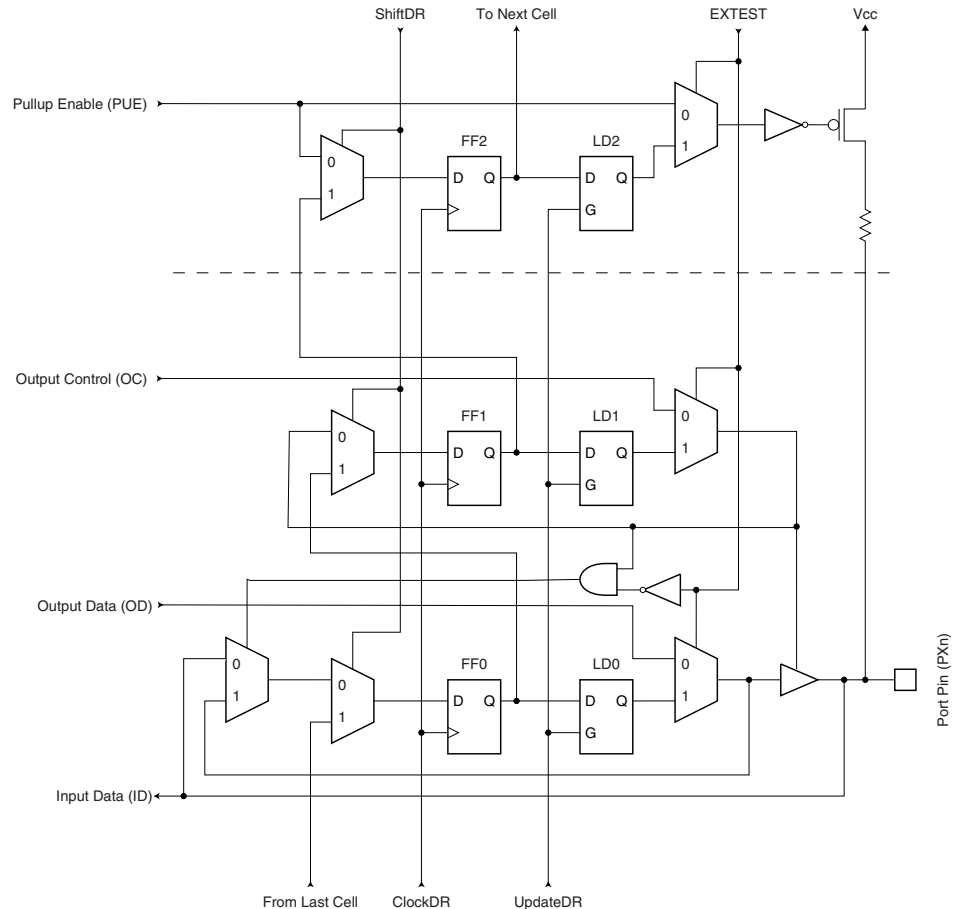 ShiftDR To Next Cell EXTEST Vcc
Pullup Enable (PUE)
0
1
FF2
D Q
LD2
D Q
G
0
1
Output Control (OC)
0
1
FF1
D Q
LD1
D Q
G
0
1
Output Data (OD)
0
1
0
1
FF0
D Q
LD0
D Q
G
0
1
Port Pin (PXn)
Input Data (ID)
From Last Cell ClockDR UpdateDR